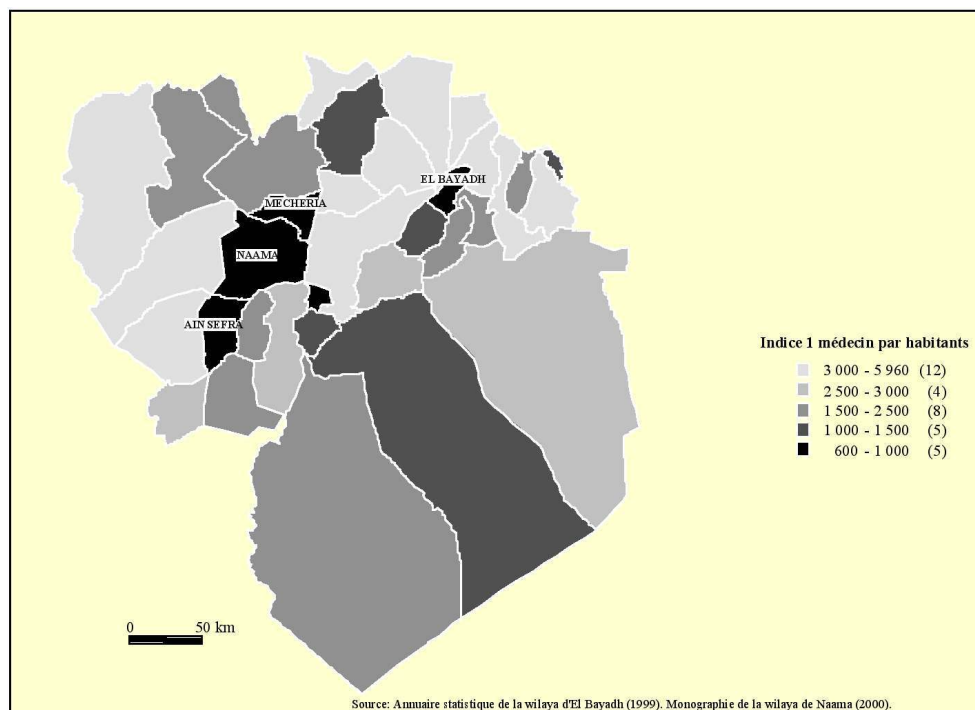 EL BAYADH
MECHERIA
NAAMA
AIN SEFRA
Indice 1 médecin par habitants
3 000 - 5 960 (12)
2 500 - 3 000 (4)
1 500 - 2 500 (8)
1 000 - 1 500 (5)
600 - 1 000 (5)
0 50 km
Source: Annuaire statistique de la wilaya d'El Bayadh (1999). Monographie de la wilaya de Naama (2000).